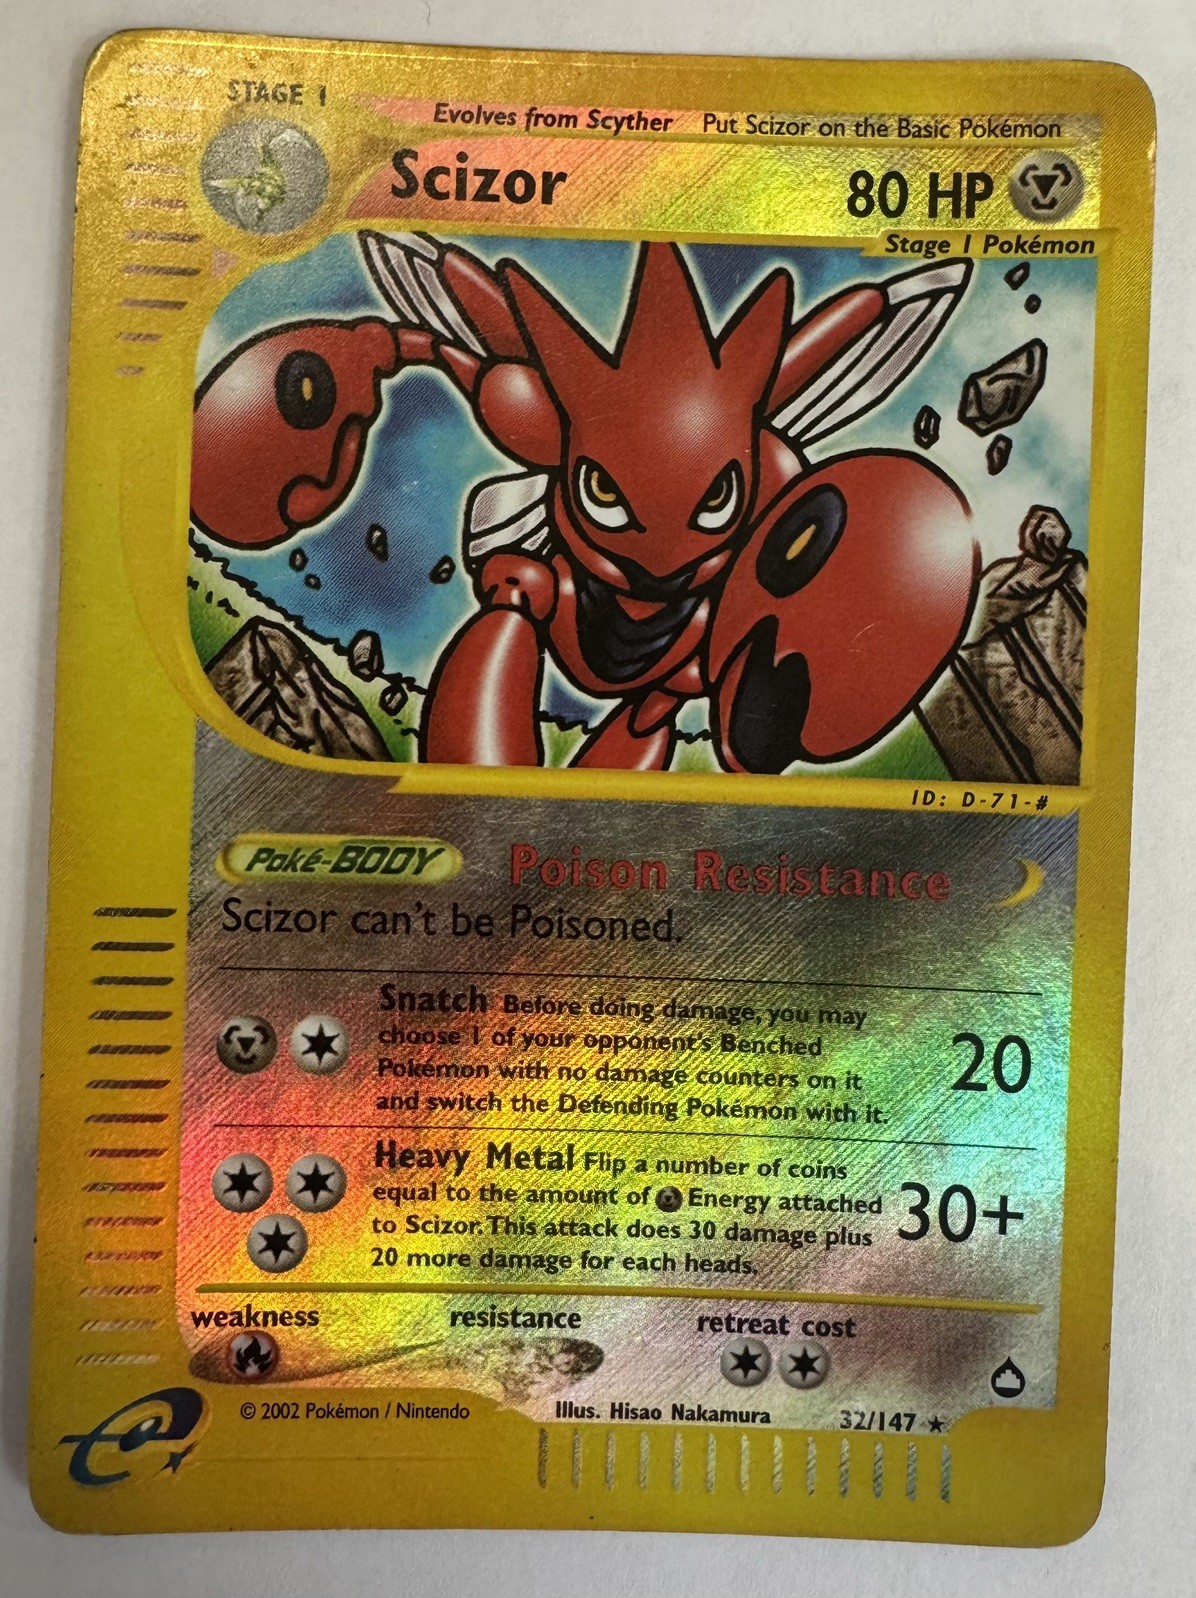 STAGE 1
Evolves from Scyther Put Scizor on the Basic Pokémon
Scizor 80 HP
Stage 1 Pokémon
ID: D-71-#
Poké-BODY Poison Resistance
Scizor can't be Poisoned.
Snatch Before doing damage, you may
choose 1 of your opponent's Benched
Pokémon with no damage counters on it
and switch the Defending Pokémon with it.
20
Heavy Metal Flip a number of coins
equal to the amount of Energy attached
to Scizor. This attack does 30 damage plus
20 more damage for each heads.
30+
weakness resistance retreat cost
© 2002 Pokémon / Nintendo Illus. Hisao Nakamura 32/147 ★
e